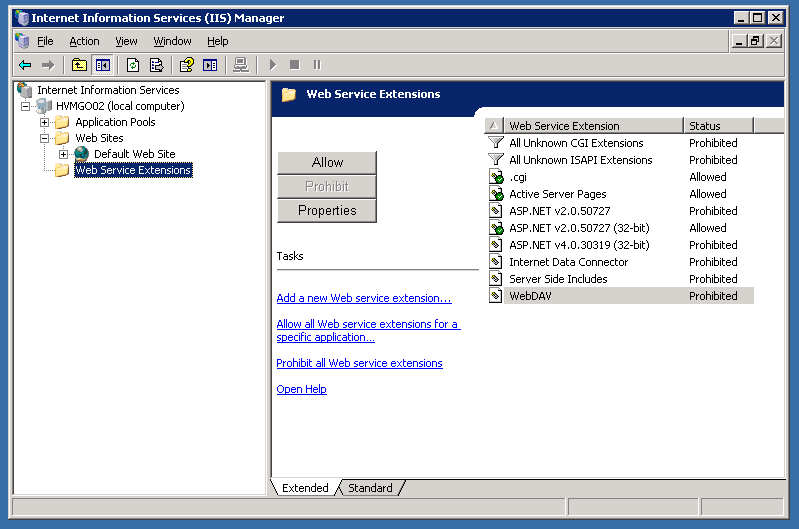 Internet Information Services (IIS) Manager
File Action View Window Help
Internet Information Services
HVMGO02 (local computer)
Application Pools
Web Sites
Default Web Site
Web Service Extensions
Web Service Extensions
Allow
Prohibit
Properties
Tasks
Add a new Web service extension...
Allow all Web service extensions for a
specific application...
Prohibit all Web service extensions
Open Help
Web Service Extension Status
All Unknown CGI Extensions Prohibited
All Unknown ISAPI Extensions Prohibited
.cgi Allowed
Active Server Pages Allowed
ASP.NET v2.0.50727 Prohibited
ASP.NET v2.0.50727 (32-bit) Allowed
ASP.NET v4.0.30319 (32-bit) Prohibited
Internet Data Connector Prohibited
Server Side Includes Prohibited
WebDAV Prohibited
Extended Standard